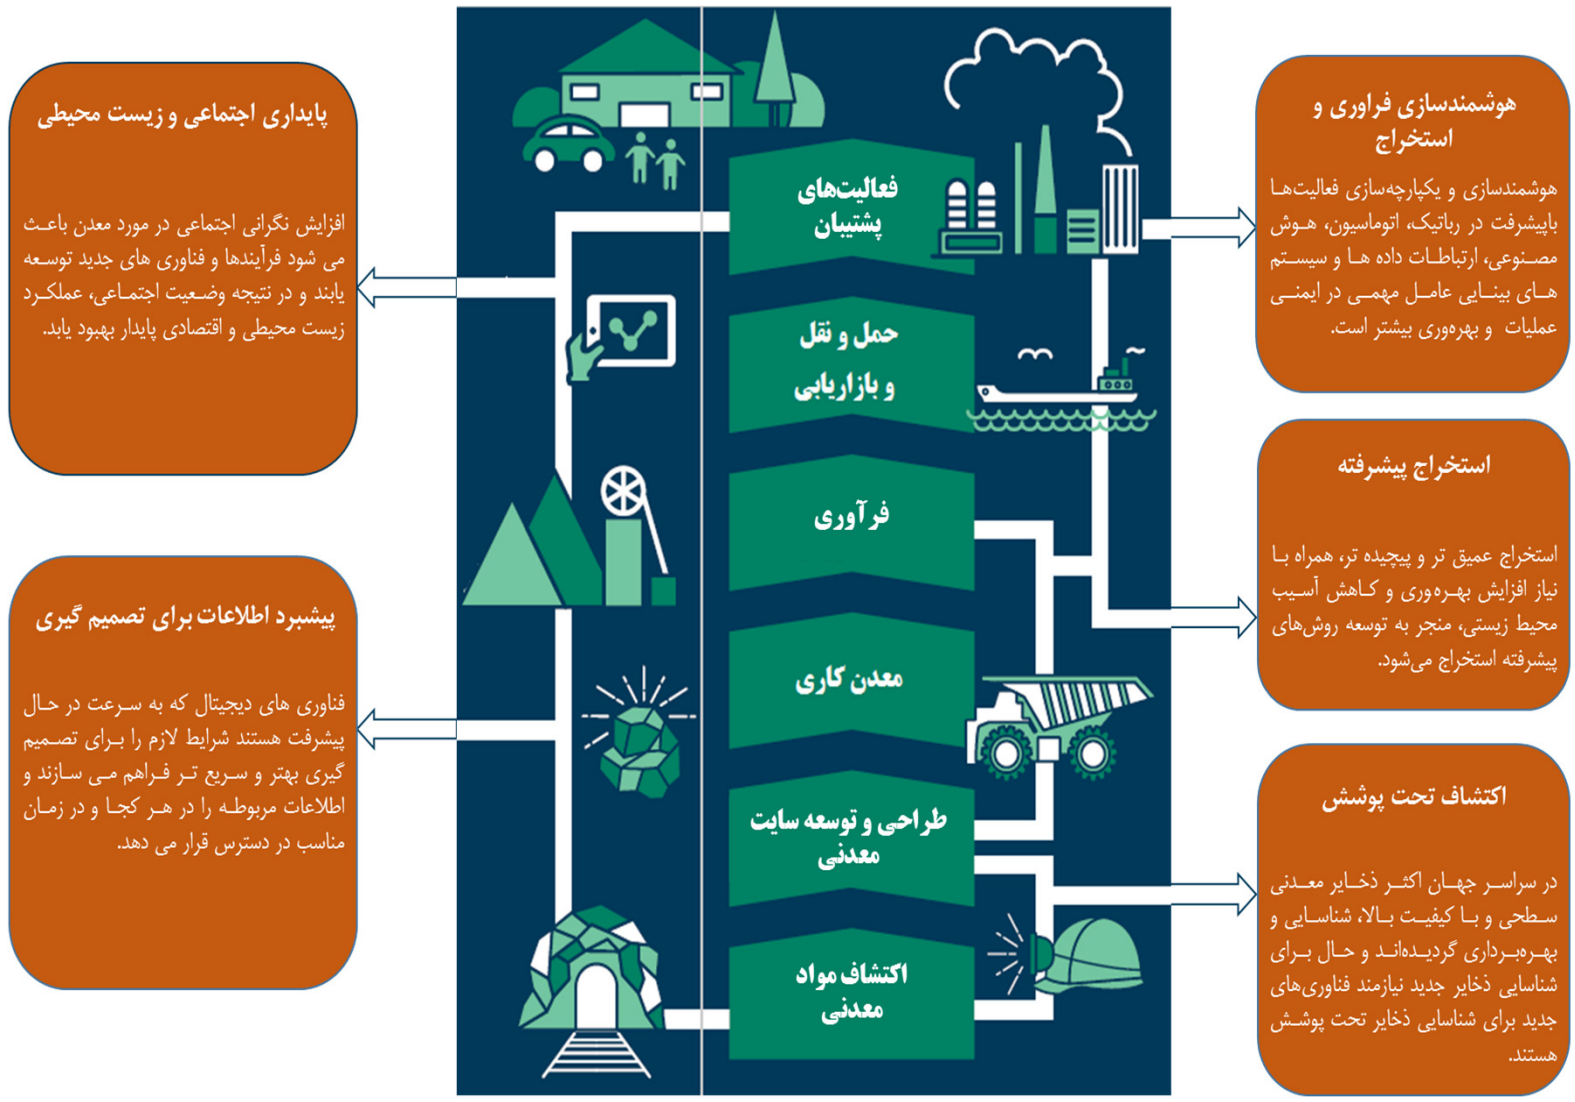 هوشمندسازی فراوری و
استخراج
هوشمندسازی و یکپارچه‌سازی فعالیت‌ها
باپیشرفت در رباتیک، اتوماسیون، هوش
مصنوعی، ارتباطات داده ها و سیستم
های بینایی عامل مهمی در ایمنی
عملیات و بهره‌وری بیشتر است.
استخراج پیشرفته
استخراج عمیق تر و پیچیده تر، همراه با
نیاز افزایش بهره‌وری و کاهش آسیب
محیط زیستی، منجر به توسعه روش‌های
پیشرفته استخراج می‌شود.
اکتشاف تحت پوشش
در سراسر جهان اکثر ذخایر معدنی
سطحی و با کیفیت بالا، شناسایی و
بهره‌برداری گردیده‌اند و حال برای
شناسایی ذخایر جدید نیازمند فناوری‌های
جدید برای شناسایی ذخایر تحت پوشش
هستند.
فعالیت‌های
پشتیبان
حمل و نقل
و بازاریابی
فرآوری
معدن کاری
طراحی و توسعه سایت
معدنی
اکتشاف مواد
معدنی
پایداری اجتماعی و زیست محیطی
افزایش نگرانی اجتماعی در مورد معدن باعث
می شود فرآیندها و فناوری های جدید توسعه
یابند و در نتیجه وضعیت اجتماعی، عملکرد
زیست محیطی و اقتصادی پایدار بهبود یابد.
پیشبرد اطلاعات برای تصمیم گیری
فناوری های دیجیتال که به سرعت در حال
پیشرفت هستند شرایط لازم را برای تصمیم
گیری بهتر و سریع تر فراهم می سازند و
اطلاعات مربوطه را در هر کجا و در زمان
مناسب در دسترس قرار می دهد.